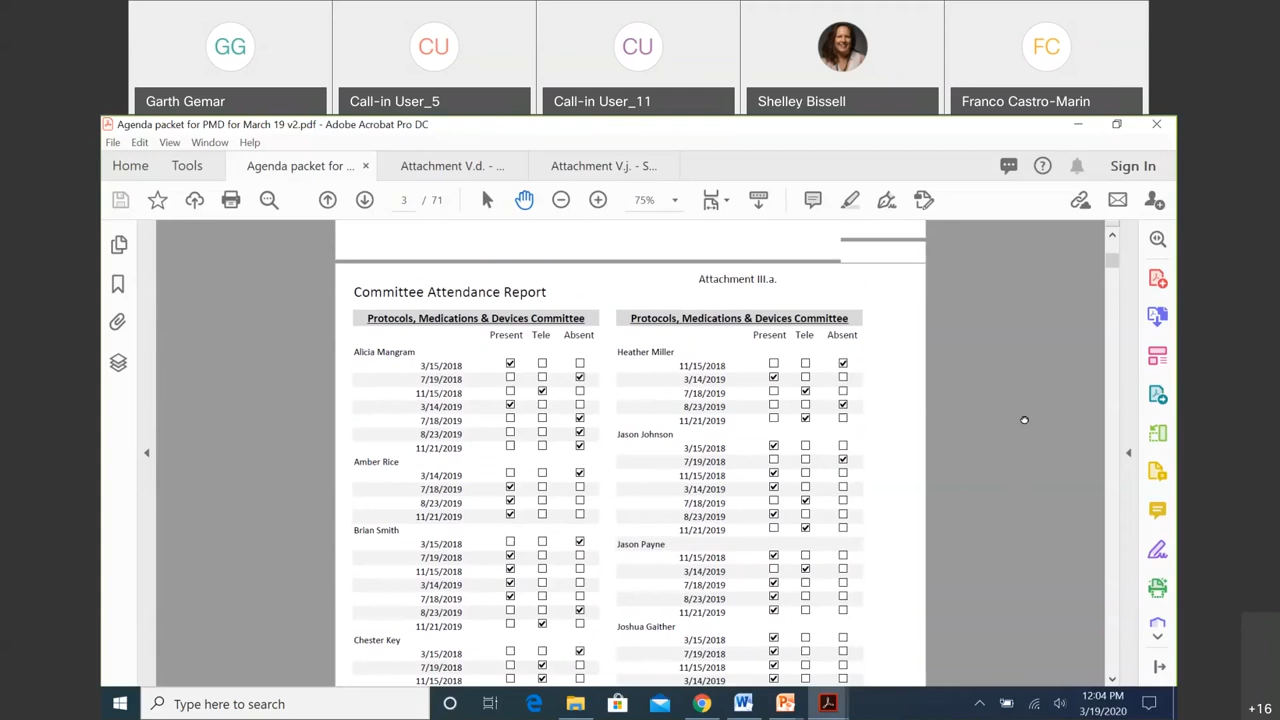 GG
CU
CU
FC
Garth Gemar
Call-in User_5
Call-in User_11
Shelley Bissell
Franco Castro-Marin
Agenda packet for PMD for March 19 v2.pdf - Adobe Acrobat Pro DC
File Edit View Window Help
Home Tools Agenda packet for ... × Attachment V.d. - ... Attachment V.j. - S... Sign In
3 / 71 75%
Attachment III.a.
Committee Attendance Report
Protocols, Medications & Devices Committee
Present Tele Absent
Alicia Mangram
3/15/2018
7/19/2018
11/15/2018
3/14/2019
7/18/2019
8/23/2019
11/21/2019
Amber Rice
3/14/2019
7/18/2019
8/23/2019
11/21/2019
Brian Smith
3/15/2018
7/19/2018
11/15/2018
3/14/2019
7/18/2019
8/23/2019
11/21/2019
Chester Key
3/15/2018
7/19/2018
11/15/2018
Protocols, Medications & Devices Committee
Present Tele Absent
Heather Miller
11/15/2018
3/14/2019
7/18/2019
8/23/2019
11/21/2019
Jason Johnson
3/15/2018
7/19/2018
11/15/2018
3/14/2019
7/18/2019
8/23/2019
11/21/2019
Jason Payne
11/15/2018
3/14/2019
7/18/2019
8/23/2019
11/21/2019
Joshua Gaither
3/15/2018
7/19/2018
11/15/2018
3/14/2019
Type here to search
12:04 PM
3/19/2020
+16